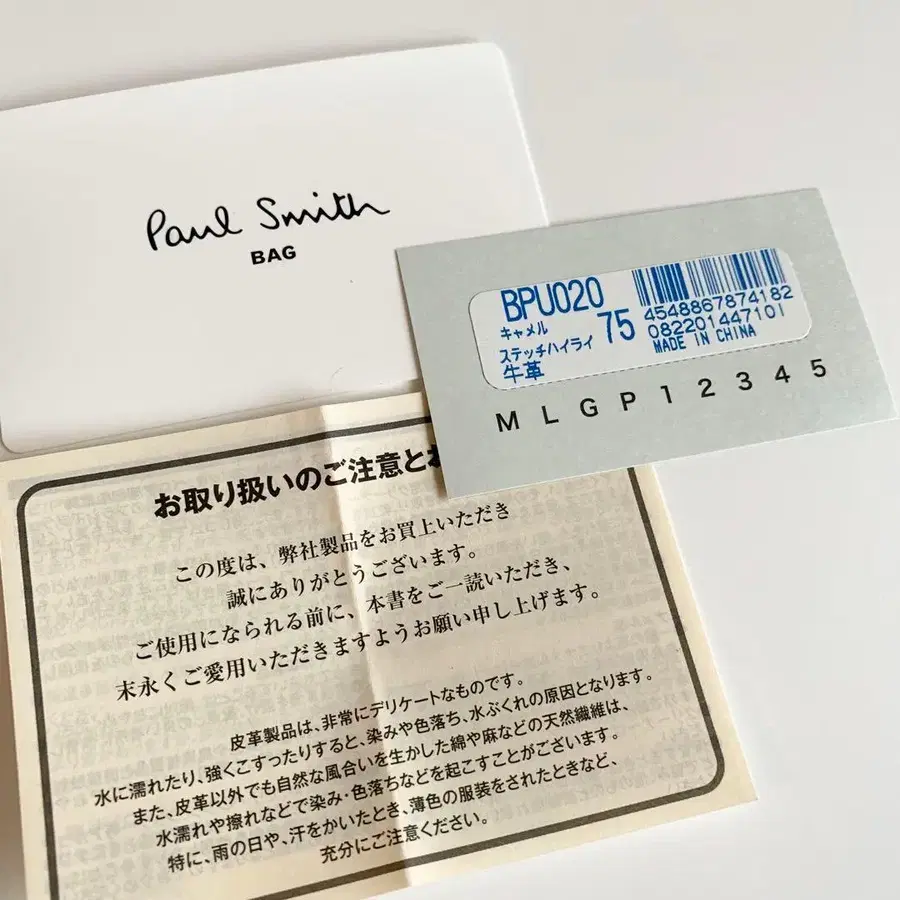 Paul Smith
BAG
BPU020
キャメル 75
ステッチハイライ
牛革
4548867874182
082201447101
MADE IN CHINA
M L G P 1 2 3 4 5
お取り扱いのご注意と
この度は、弊社製品をお買上いただき
誠にありがとうございます。
ご使用になられる前に、本書をご一読いただき、
末永くご愛用いただきますようお願い申し上げます。
皮革製品は、非常にデリケートなものです。
水に濡れたり、強くこすったりすると、染みや色落ち、水ぶくれの原因となります。
また、皮革以外でも自然な風合いを生かした綿や麻などの天然繊維は、
水濡れや擦れなどで染み・色落ちなどを起こすことがございます。
特に、雨の日や、汗をかいたとき、薄色の服装をされたときなど、
充分にご注意ください。